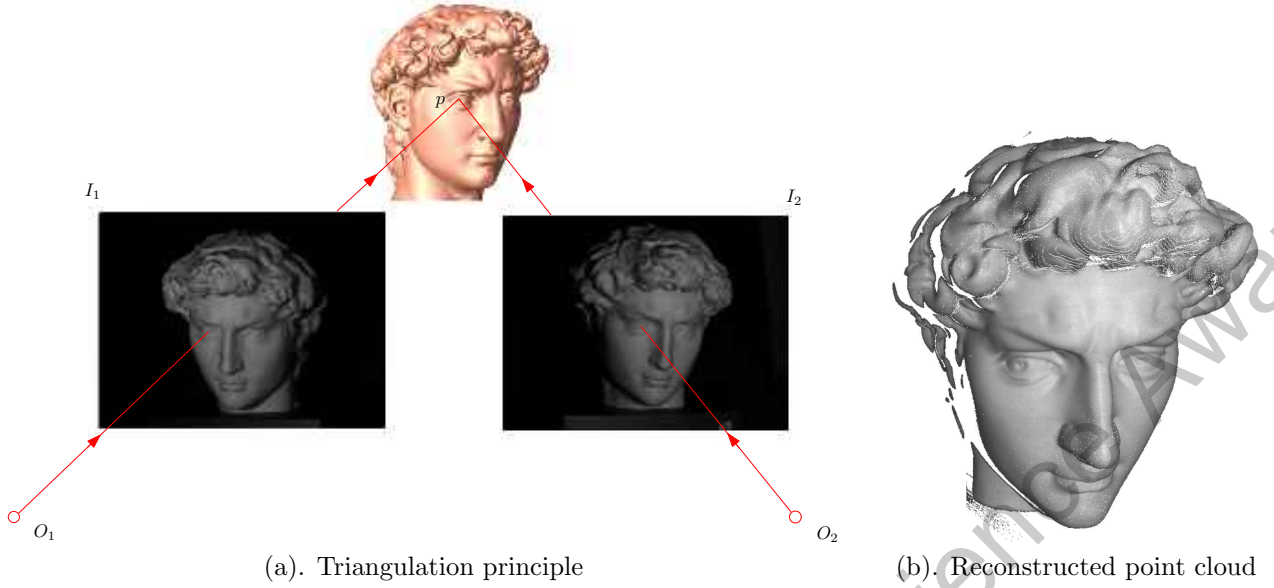 p
I₁
I₂
O₁
O₂
(a). Triangulation principle
(b). Reconstructed point cloud